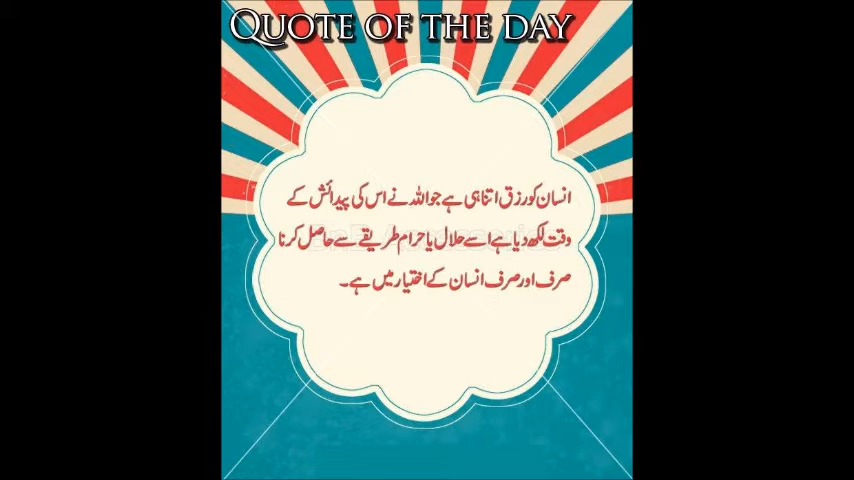 QUOTE OF THE DAY
انسان کو رزق اتنا ہی ہے جو اللہ نے اس کی پیدائش کے
وقت لکھ دیا ہے اسے حلال یا حرام طریقے سے حاصل کرنا
صرف اور صرف انسان کے اختیار میں ہے۔